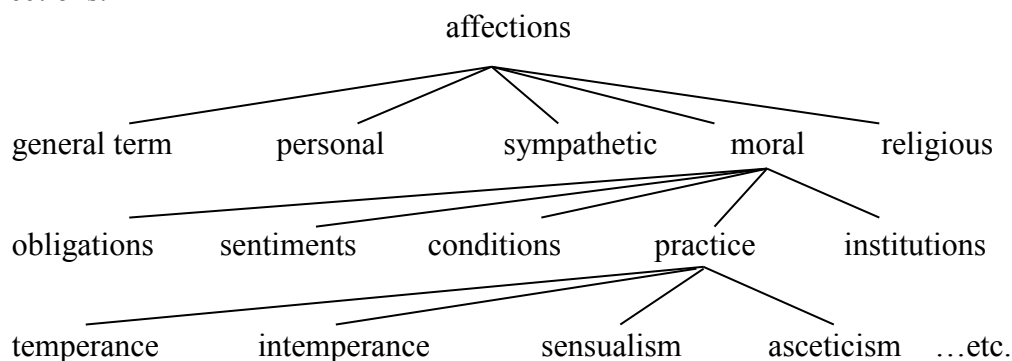 affections
general term personal sympathetic moral religious
obligations sentiments conditions practice institutions
temperance intemperance sensualism asceticism …etc.